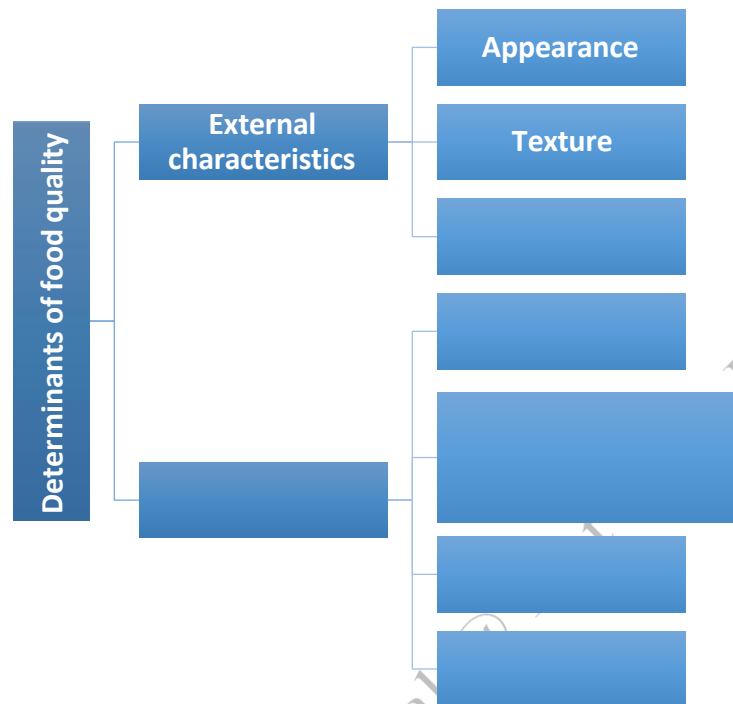 Determinants of food quality
External
characteristics
Appearance
Texture